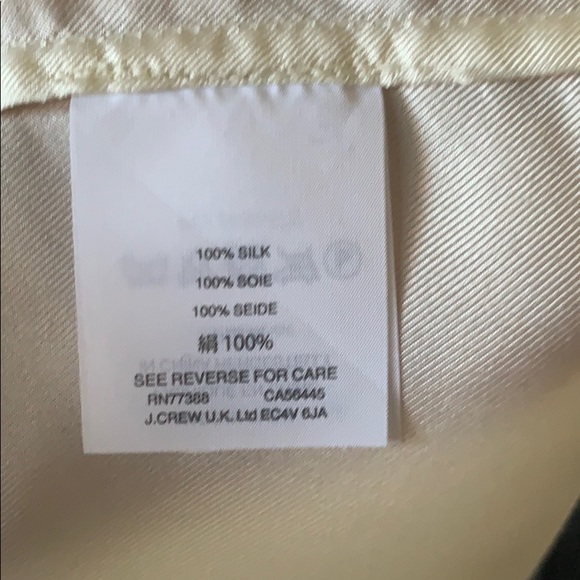 100% SILK
100% SOIE
100% SEIDE
絹 100%
SEE REVERSE FOR CARE
RN77388 CA56445
J.CREW U.K. Ltd EC4V 6JA